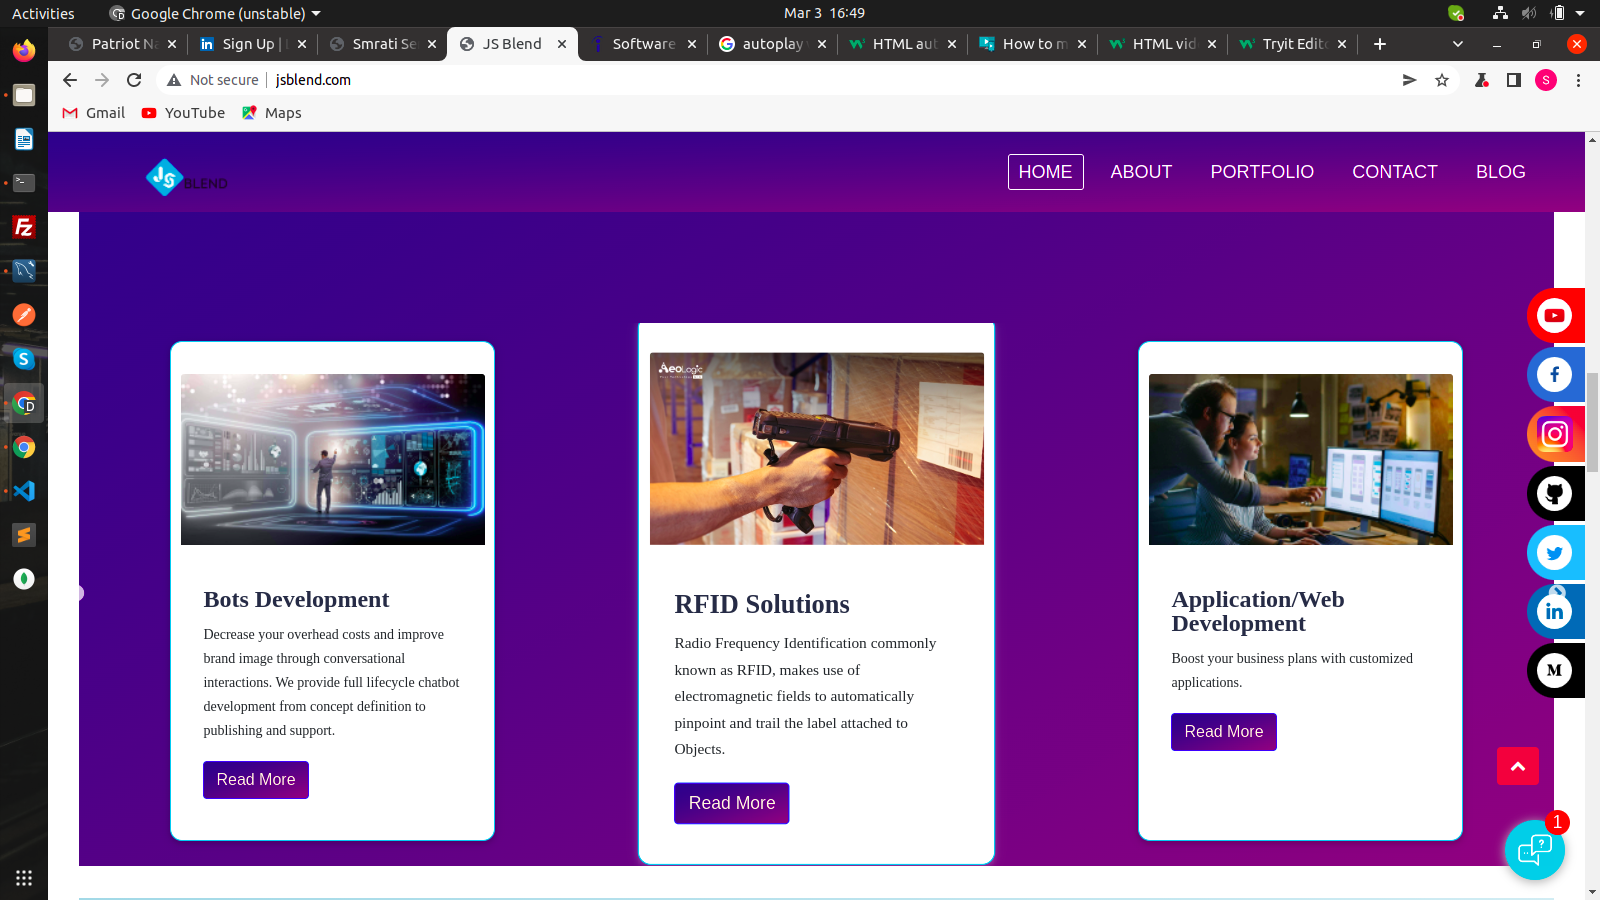 Activities
Google Chrome (unstable)
Mar 3 16:49
Patriot Na
Sign Up |
Smrati Se
JS Blend
Software
autoplay
HTML aut
How to m
HTML vid
Tryit Edito
Not secure
jsblend.com
S
Gmail
YouTube
Maps
JS BLEND
HOME
ABOUT
PORTFOLIO
CONTACT
BLOG
AeoLogic
Bots Development
Decrease your overhead costs and improve
brand image through conversational
interactions. We provide full lifecycle chatbot
development from concept definition to
publishing and support.
Read More
RFID Solutions
Radio Frequency Identification commonly
known as RFID, makes use of
electromagnetic fields to automatically
pinpoint and trail the label attached to
Objects.
Read More
Application/Web
Development
Boost your business plans with customized
applications.
Read More
1